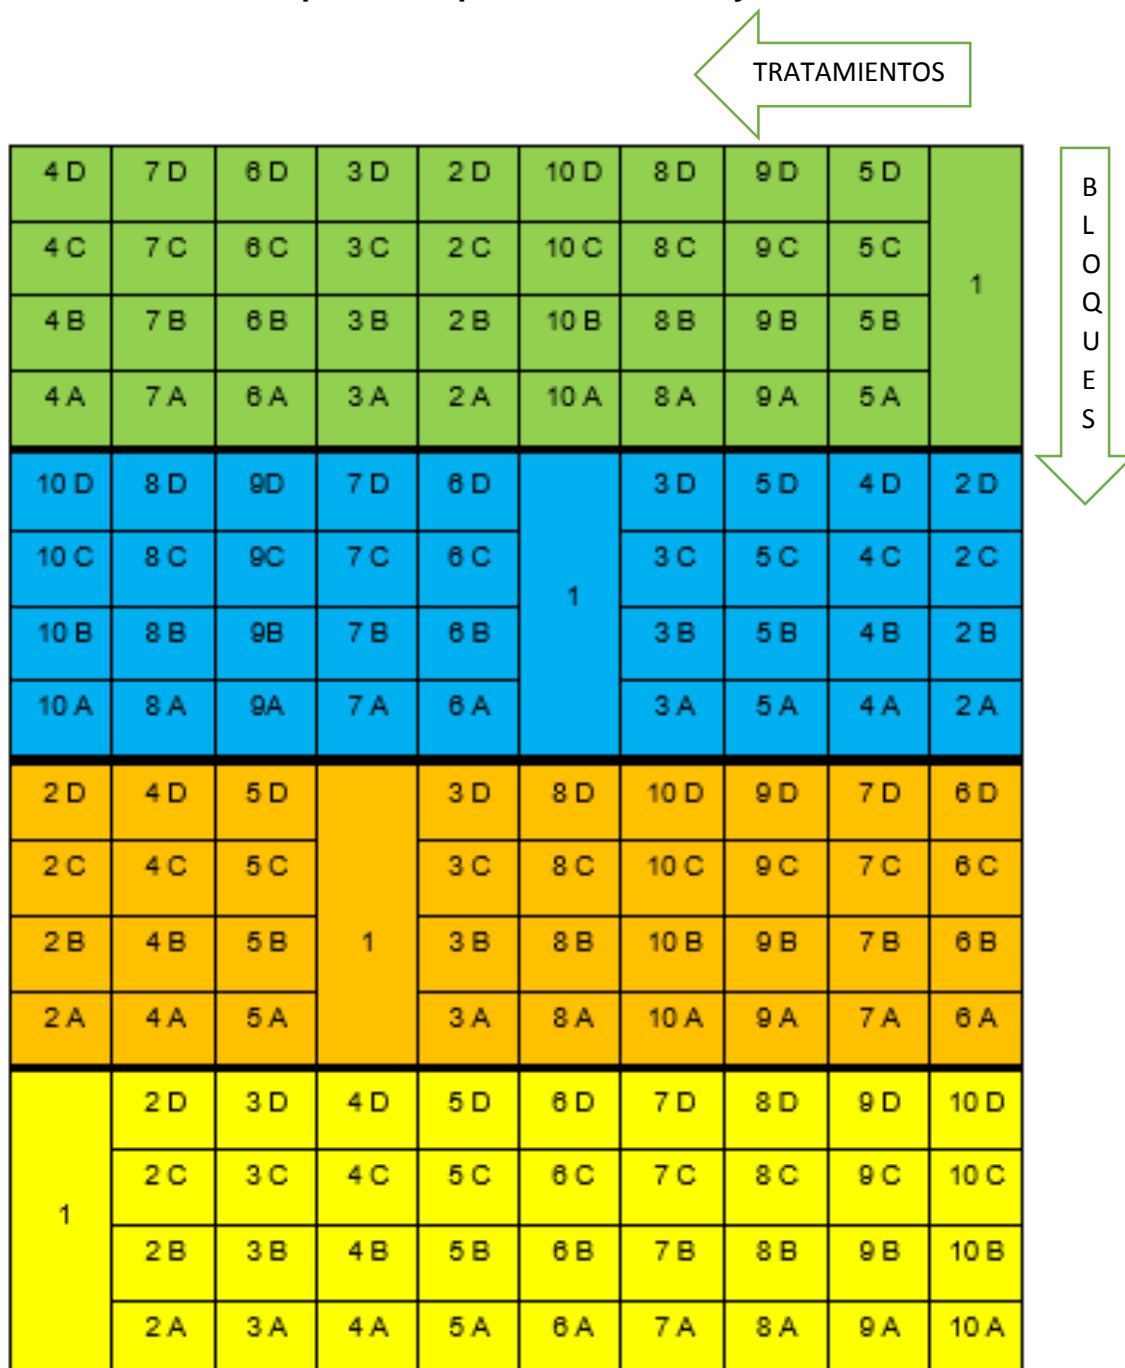 TRATAMIENTOS
BLOQUES
4 D 7 D 6 D 3 D 2 D 10 D 8 D 9 D 5 D
4 C 7 C 6 C 3 C 2 C 10 C 8 C 9 C 5 C
1
4 B 7 B 6 B 3 B 2 B 10 B 8 B 9 B 5 B
4 A 7 A 6 A 3 A 2 A 10 A 8 A 9 A 5 A
10 D 8 D 9D 7 D 6 D 3 D 5 D 4 D 2 D
10 C 8 C 9C 7 C 6 C 3 C 5 C 4 C 2 C
1
10 B 8 B 9B 7 B 6 B 3 B 5 B 4 B 2 B
10 A 8 A 9A 7 A 6 A 3 A 5 A 4 A 2 A
2 D 4 D 5 D 3 D 8 D 10 D 9 D 7 D 6 D
2 C 4 C 5 C 3 C 8 C 10 C 9 C 7 C 6 C
2 B 4 B 5 B 1 3 B 8 B 10 B 9 B 7 B 6 B
2 A 4 A 5 A 3 A 8 A 10 A 9 A 7 A 6 A
2 D 3 D 4 D 5 D 6 D 7 D 8 D 9 D 10 D
2 C 3 C 4 C 5 C 6 C 7 C 8 C 9 C 10 C
1
2 B 3 B 4 B 5 B 6 B 7 B 8 B 9 B 10 B
2 A 3 A 4 A 5 A 6 A 7 A 8 A 9 A 10 A